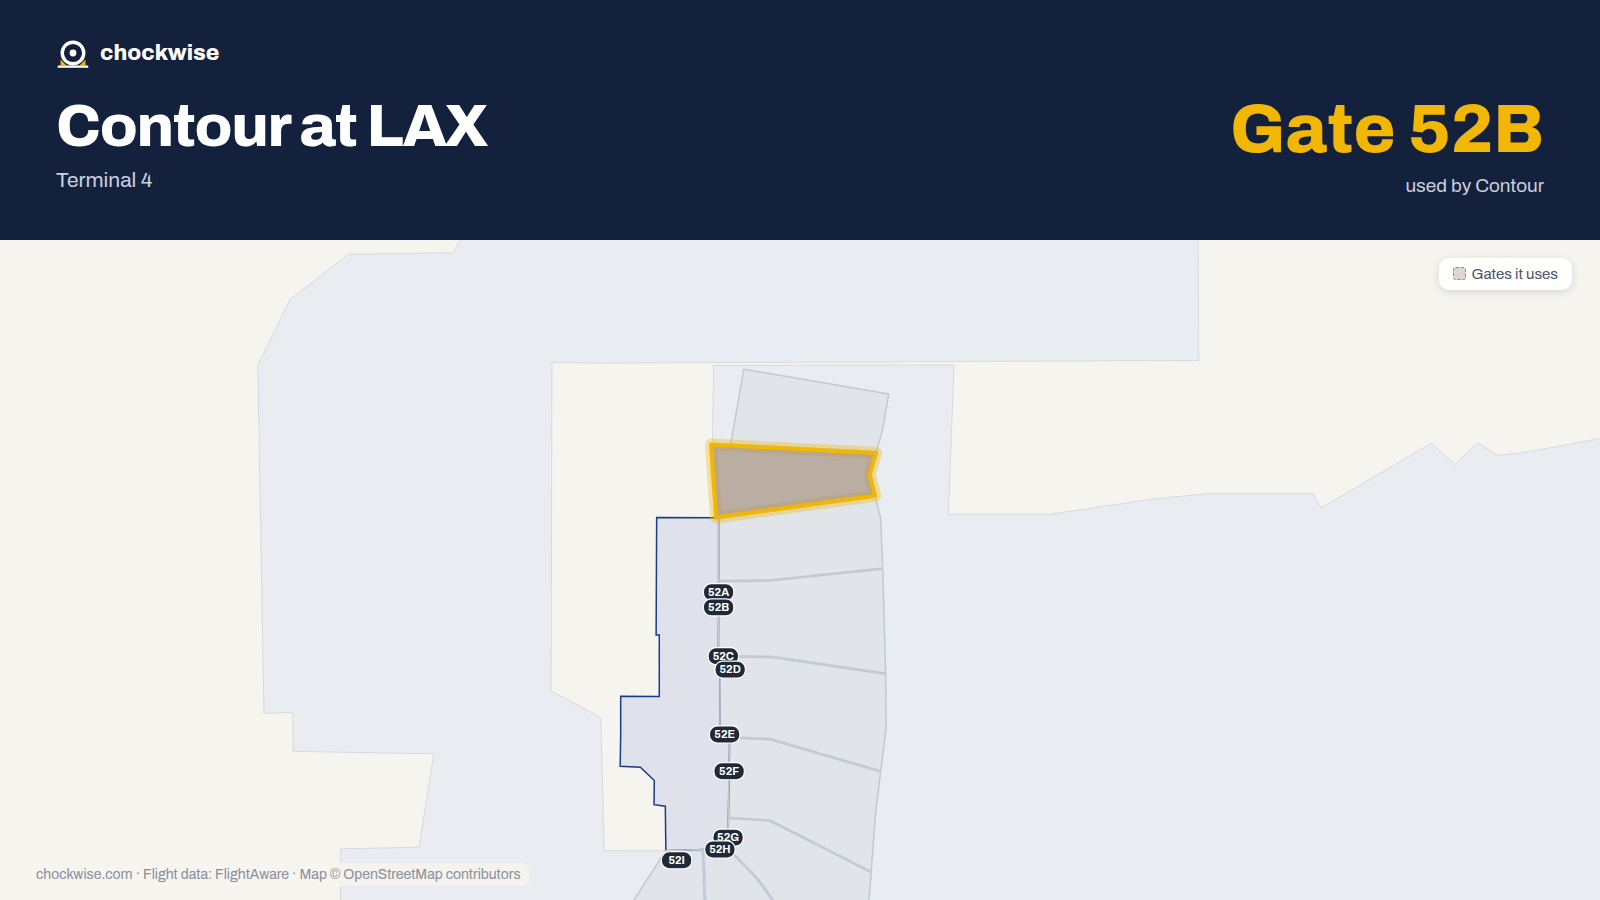 chockwise
Contour at LAX
Terminal 4
Gate 52B
used by Contour
Gates it uses
52A
52B
52C
52D
52E
52F
52G
52H
52I
chockwise.com · Flight data: FlightAware · Map © OpenStreetMap contributors